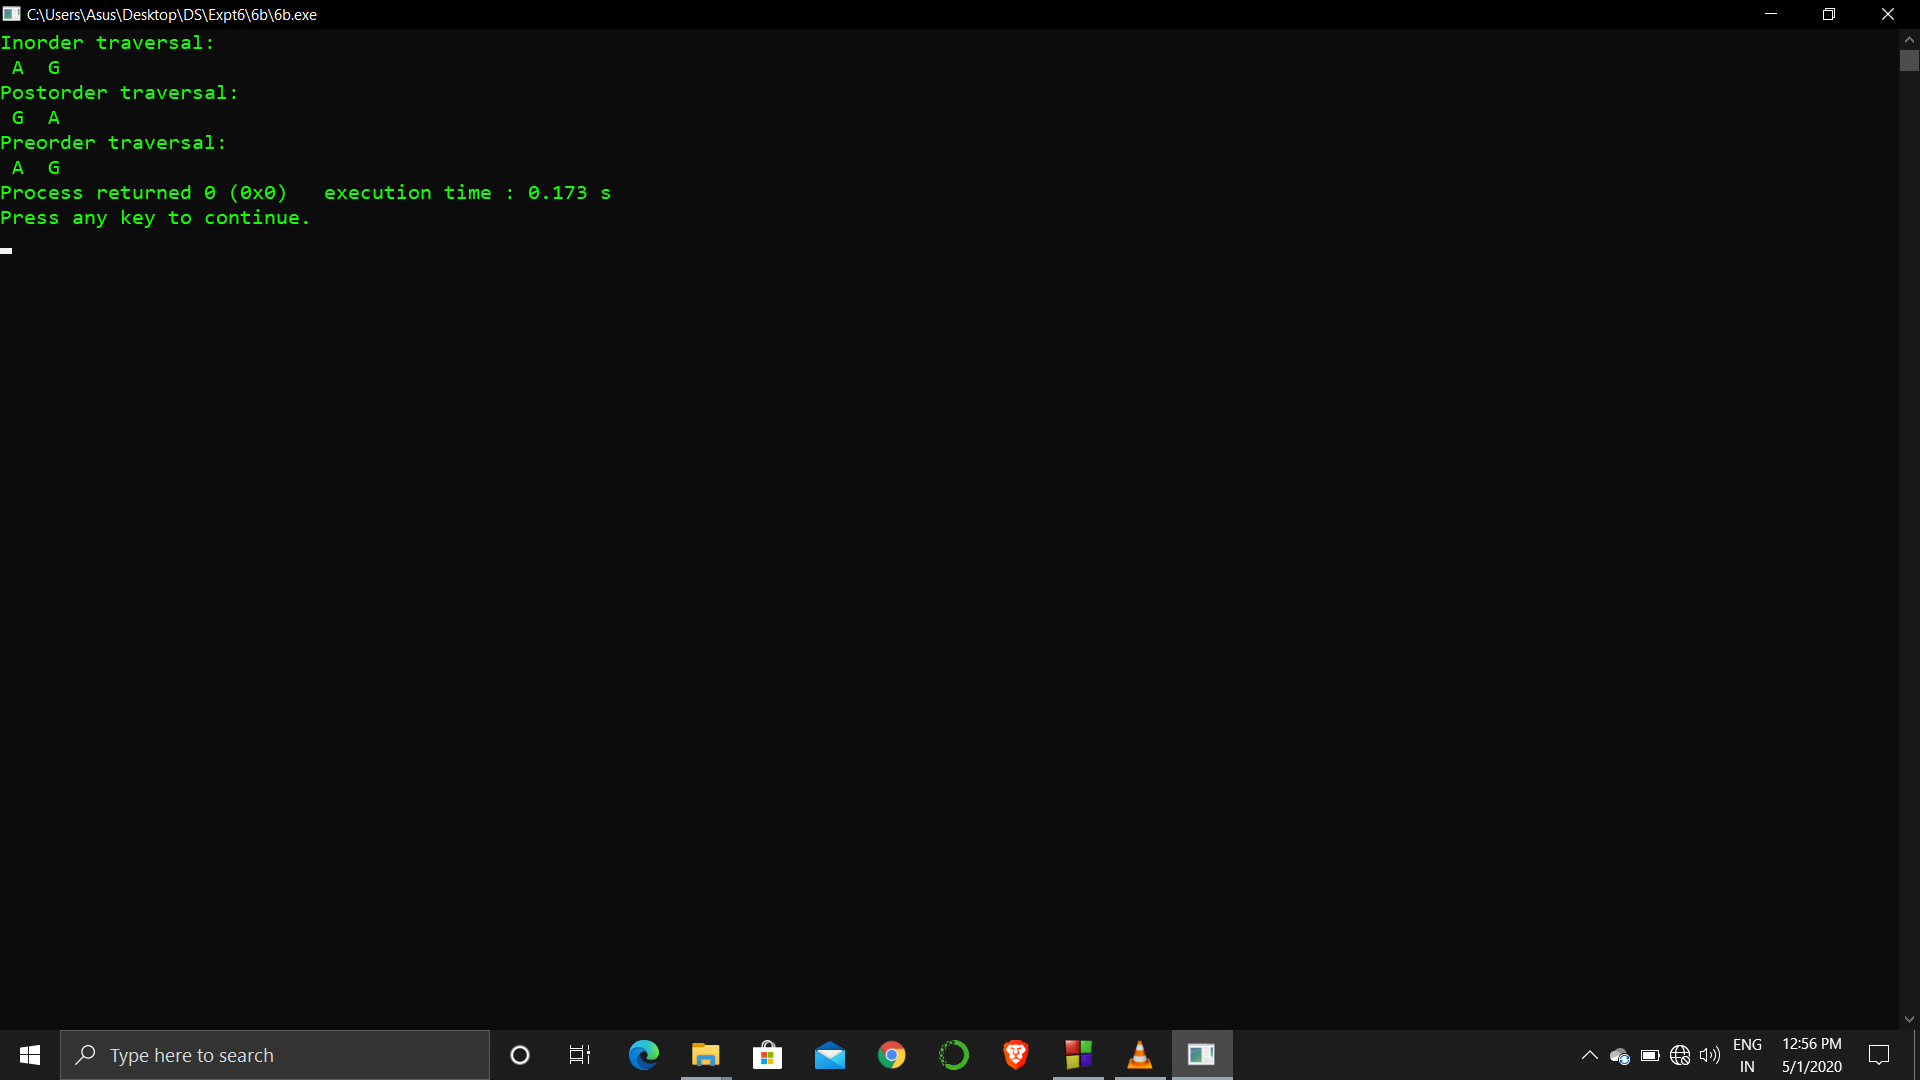 C:\Users\Asus\Desktop\DS\Expt6\6b\6b.exe
Inorder traversal:
 A  G
Postorder traversal:
 G  A
Preorder traversal:
 A  G
Process returned 0 (0x0)   execution time : 0.173 s
Press any key to continue.
Type here to search
ENG
IN
12:56 PM
5/1/2020